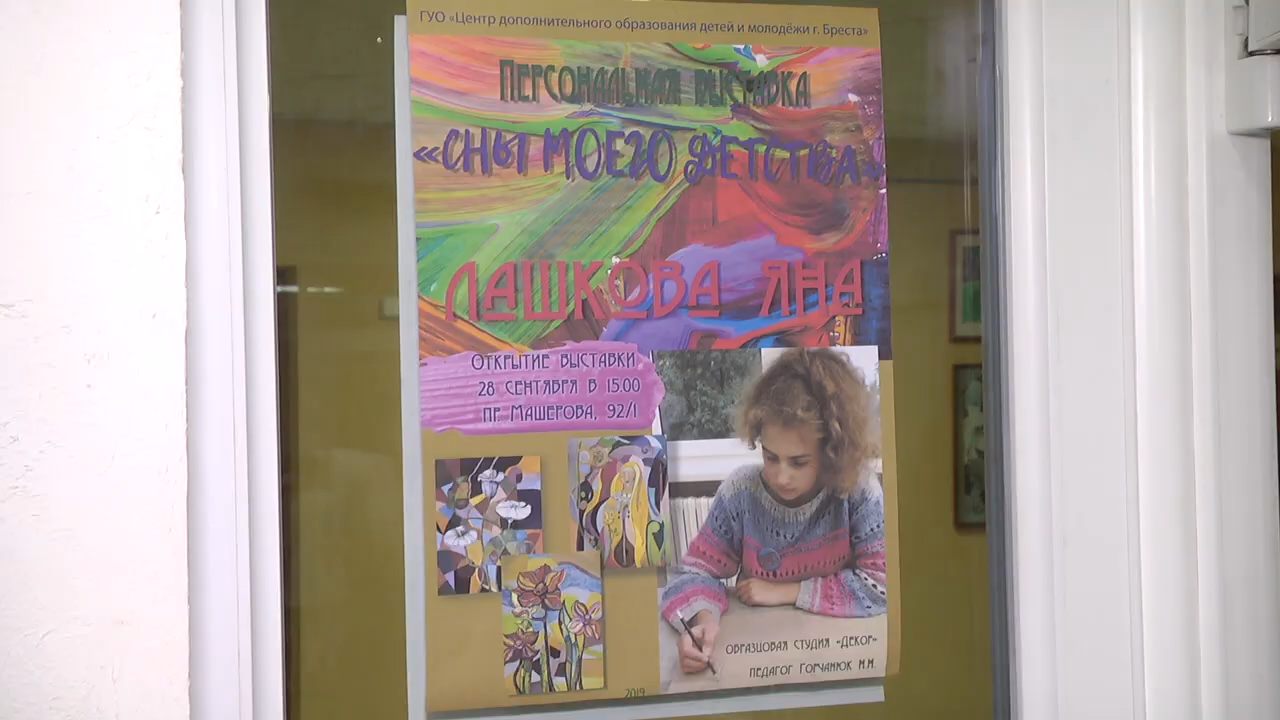 ГУО «Центр дополнительного образования детей и молодёжи г. Бреста»
Персональная выставка
«Сны моего детства»
Лашкова Яна
Открытие выставки
28 сентября в 15.00
пр. Машерова, 92/1
образцовая студия «Декор»
педагог Горчанюк И.И.
2019